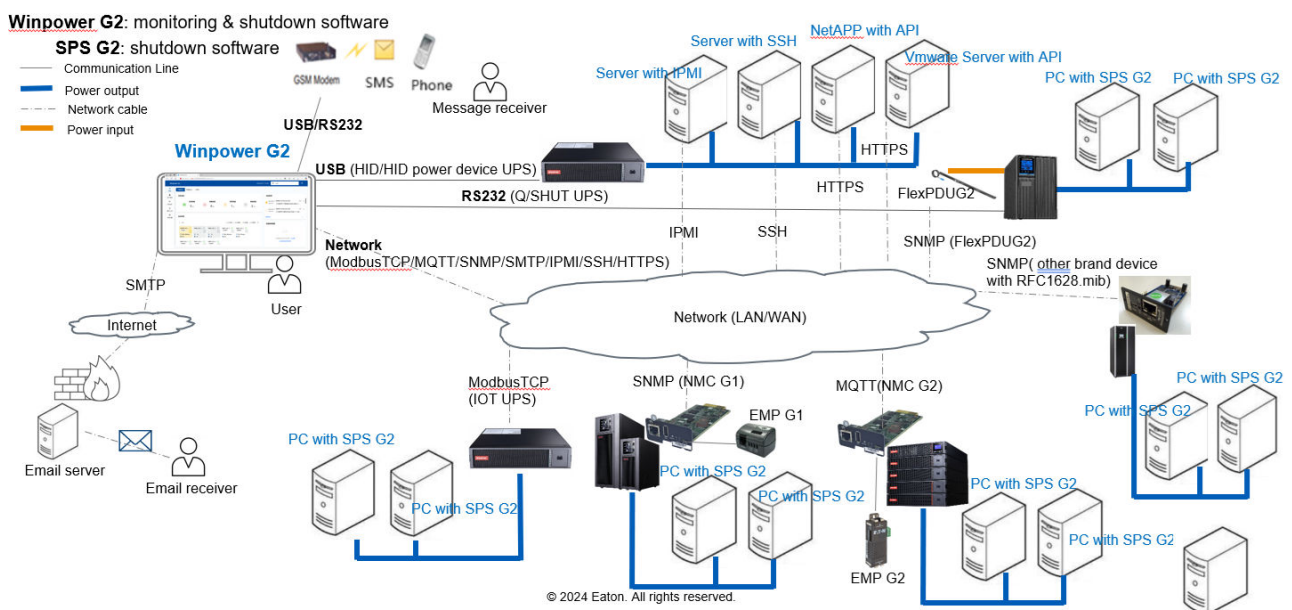 Winpower G2: monitoring & shutdown software
SPS G2: shutdown software
Communication Line
Power output
Network cable
Power input
GSM Modem
SMS
Phone
Message receiver
USB/RS232
Server with IPMI
Server with SSH
NetAPP with API
Vmware Server with API
PC with SPS G2
PC with SPS G2
Winpower G2
USB (HID/HID power device UPS)
RS232 (Q/SHUT UPS)
HTTPS
HTTPS
FlexPDUG2
IPMI
SSH
SNMP (FlexPDUG2)
Network
(ModbusTCP/MQTT/SNMP/SMTP/IPMI/SSH/HTTPS)
SNMP( other brand device
with RFC1628.mib)
SMTP
User
Internet
Network (LAN/WAN)
ModbusTCP
(IOT UPS)
SNMP (NMC G1)
MQTT(NMC G2)
EMP G1
PC with SPS G2
PC with SPS G2
PC with SPS G2
PC with SPS G2
PC with SPS G2
PC with SPS G2
PC with SPS G2
PC with SPS G2
Email server
Email receiver
EMP G2
© 2024 Eaton. All rights reserved.